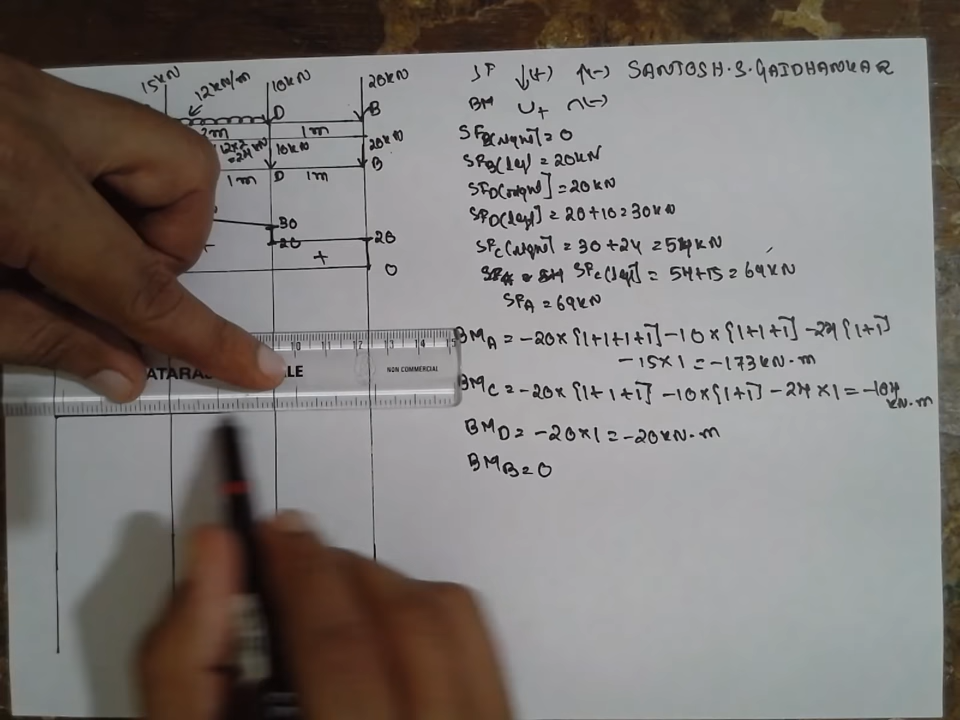 SF ↓(+) ↑(-) SANTOSH.S.GAIDHANKAR
BM ∪+ ∩(-)
15kN
12kN/m
10kN
20kN
D
B
2m
1m
12×2
=24kN
10kN
20kN
1m
D
1m
B
30
20
20
+
0
SFB(right) = 0
SFB(left) = 20kN
SFD(right) = 20kN
SFD(left) = 20+10=30kN
SFC(right) = 30+24=54kN
SFC(left) = 54+15=69kN
SFA = 69kN
BMA = -20×[1+1+1+1] -10×[1+1+1] -24[1+1]
-15×1 = -173kN.m
BMC = -20×[1+1+1] -10×[1+1] -24×1 = -104
kN.m
BMD = -20×1 = -20kN.m
BMB = 0
10 11 12 13 14 15
NON COMMERCIAL